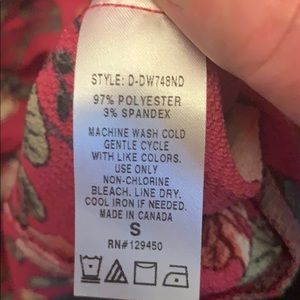 STYLE: D-DW748ND
97% POLYESTER
3% SPANDEX
MACHINE WASH COLD
GENTLE CYCLE
WITH LIKE COLORS.
USE ONLY
NON-CHLORINE
BLEACH. LINE DRY.
COOL IRON IF NEEDED.
MADE IN CANADA
S
RN#129450